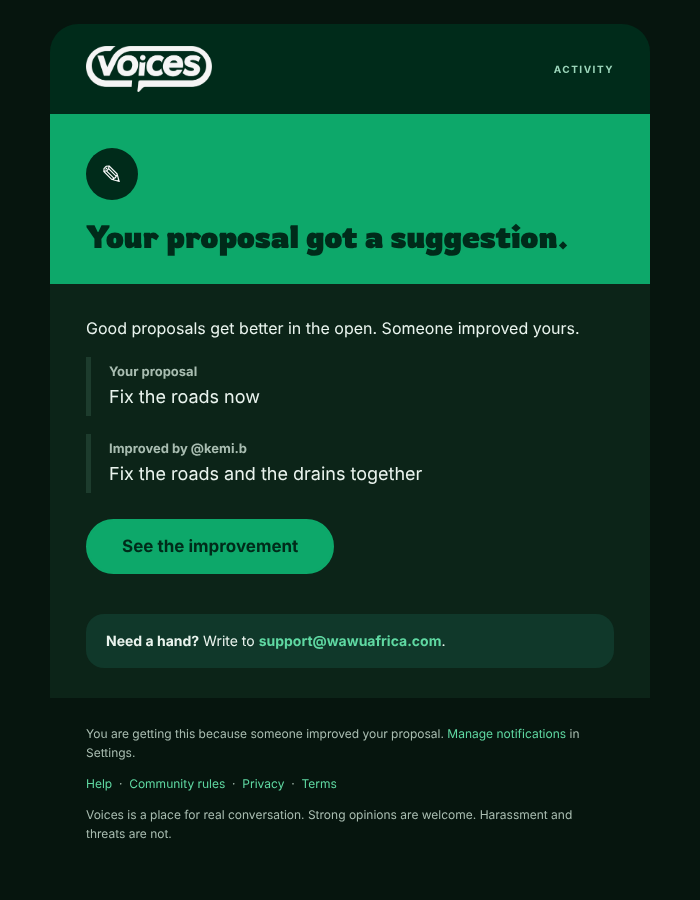 Voices
ACTIVITY
Your proposal got a suggestion.
Good proposals get better in the open. Someone improved yours.
Your proposal
Fix the roads now
Improved by @kemi.b
Fix the roads and the drains together
See the improvement
Need a hand? Write to support@wawuafrica.com.
You are getting this because someone improved your proposal. Manage notifications in
Settings.
Help · Community rules · Privacy · Terms
Voices is a place for real conversation. Strong opinions are welcome. Harassment and
threats are not.